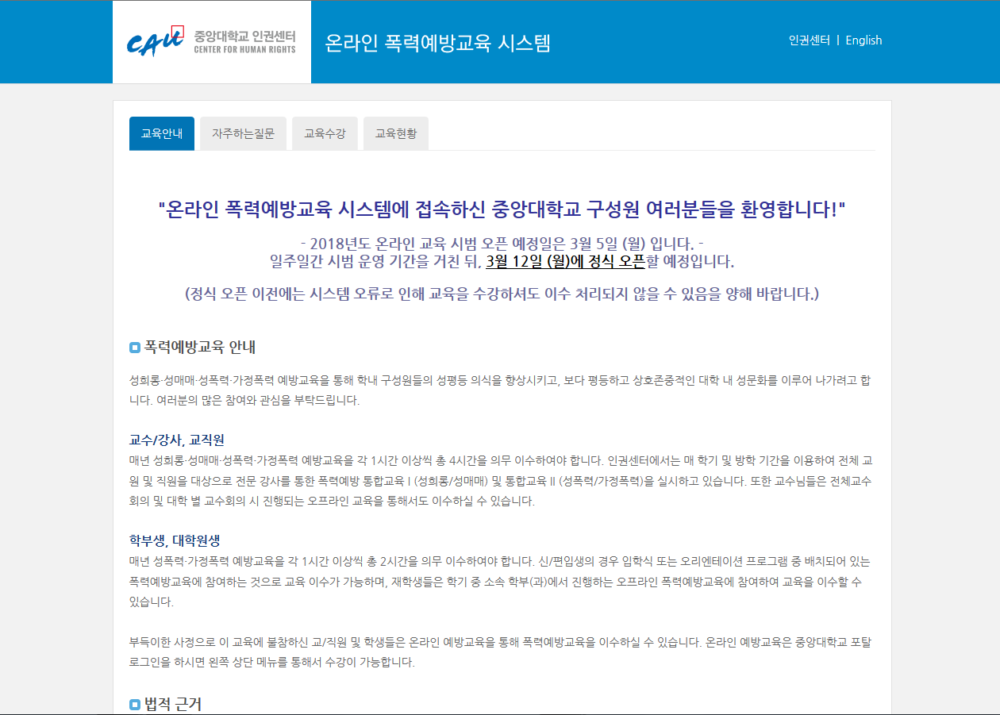 CAU 중앙대학교 인권센터
CENTER FOR HUMAN RIGHTS
온라인 폭력예방교육 시스템
인권센터 | English
교육안내
자주하는질문
교육수강
교육현황
"온라인 폭력예방교육 시스템에 접속하신 중앙대학교 구성원 여러분들을 환영합니다!"
- 2018년도 온라인 교육 시범 오픈 예정일은 3월 5일 (월) 입니다. -
일주일간 시범 운영 기간을 거친 뒤, 3월 12일 (월)에 정식 오픈할 예정입니다.
(정식 오픈 이전에는 시스템 오류로 인해 교육을 수강하셔도 이수 처리되지 않을 수 있음을 양해 바랍니다.)
폭력예방교육 안내
성희롱·성매매·성폭력·가정폭력 예방교육을 통해 학내 구성원들의 성평등 의식을 향상시키고, 보다 평등하고 상호존중적인 대학 내 성문화를 이루어 나가려고 합
니다. 여러분의 많은 참여와 관심을 부탁드립니다.
교수/강사, 교직원
매년 성희롱·성매매·성폭력·가정폭력 예방교육을 각 1시간 이상씩 총 4시간을 의무 이수하여야 합니다. 인권센터에서는 매 학기 및 방학 기간을 이용하여 전체 교
원 및 직원을 대상으로 전문 강사를 통한 폭력예방 통합교육 I (성희롱/성매매) 및 통합교육 II (성폭력/가정폭력)을 실시하고 있습니다. 또한 교수님들은 전체교수
회의 및 대학 별 교수회의 시 진행되는 오프라인 교육을 통해서도 이수하실 수 있습니다.
학부생, 대학원생
매년 성폭력·가정폭력 예방교육을 각 1시간 이상씩 총 2시간을 의무 이수하여야 합니다. 신/편입생의 경우 입학식 또는 오리엔테이션 프로그램 중 배치되어 있는
폭력예방교육에 참여하는 것으로 교육 이수가 가능하며, 재학생들은 학기 중 소속 학부(과)에서 진행하는 오프라인 폭력예방교육에 참여하여 교육을 이수할 수
있습니다.
부득이한 사정으로 이 교육에 불참하신 교/직원 및 학생들은 온라인 예방교육을 통해 폭력예방교육을 이수하실 수 있습니다. 온라인 예방교육은 중앙대학교 포탈
로그인을 하시면 왼쪽 상단 메뉴를 통해서 수강이 가능합니다.
법적 근거